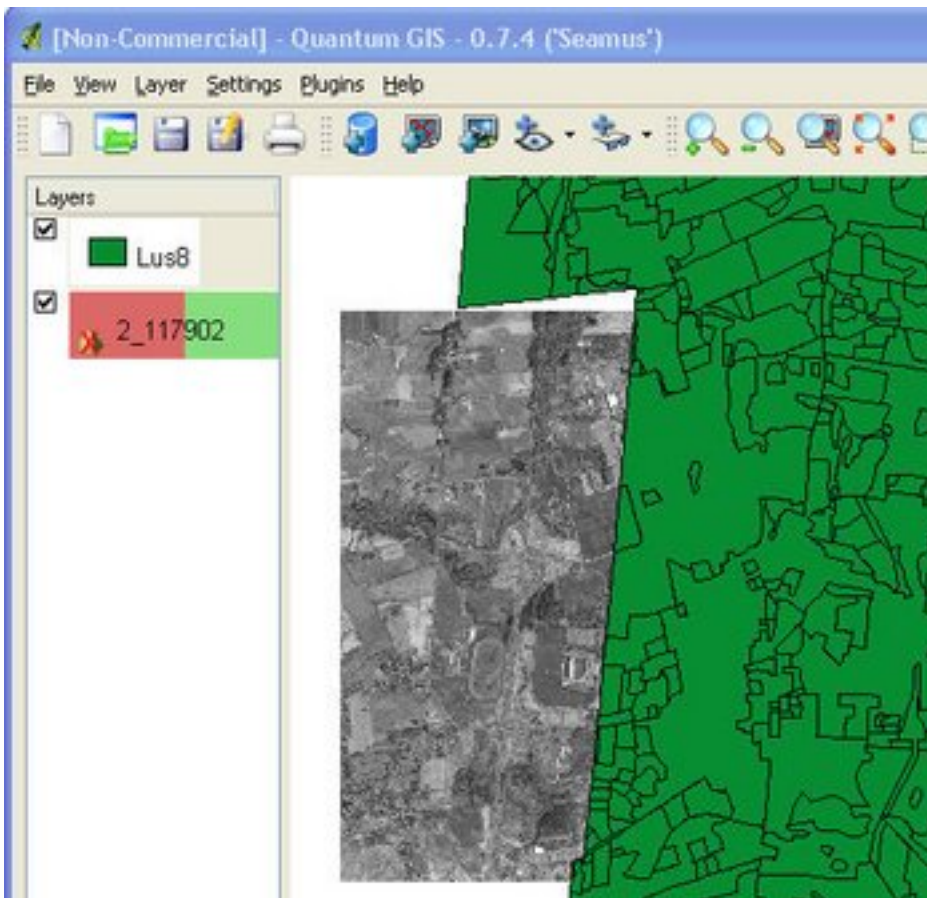 [Non-Commercial] - Quantum GIS - 0.7.4 ('Seamus')
File View Layer Settings Plugins Help
Layers
Lus8
2_117902